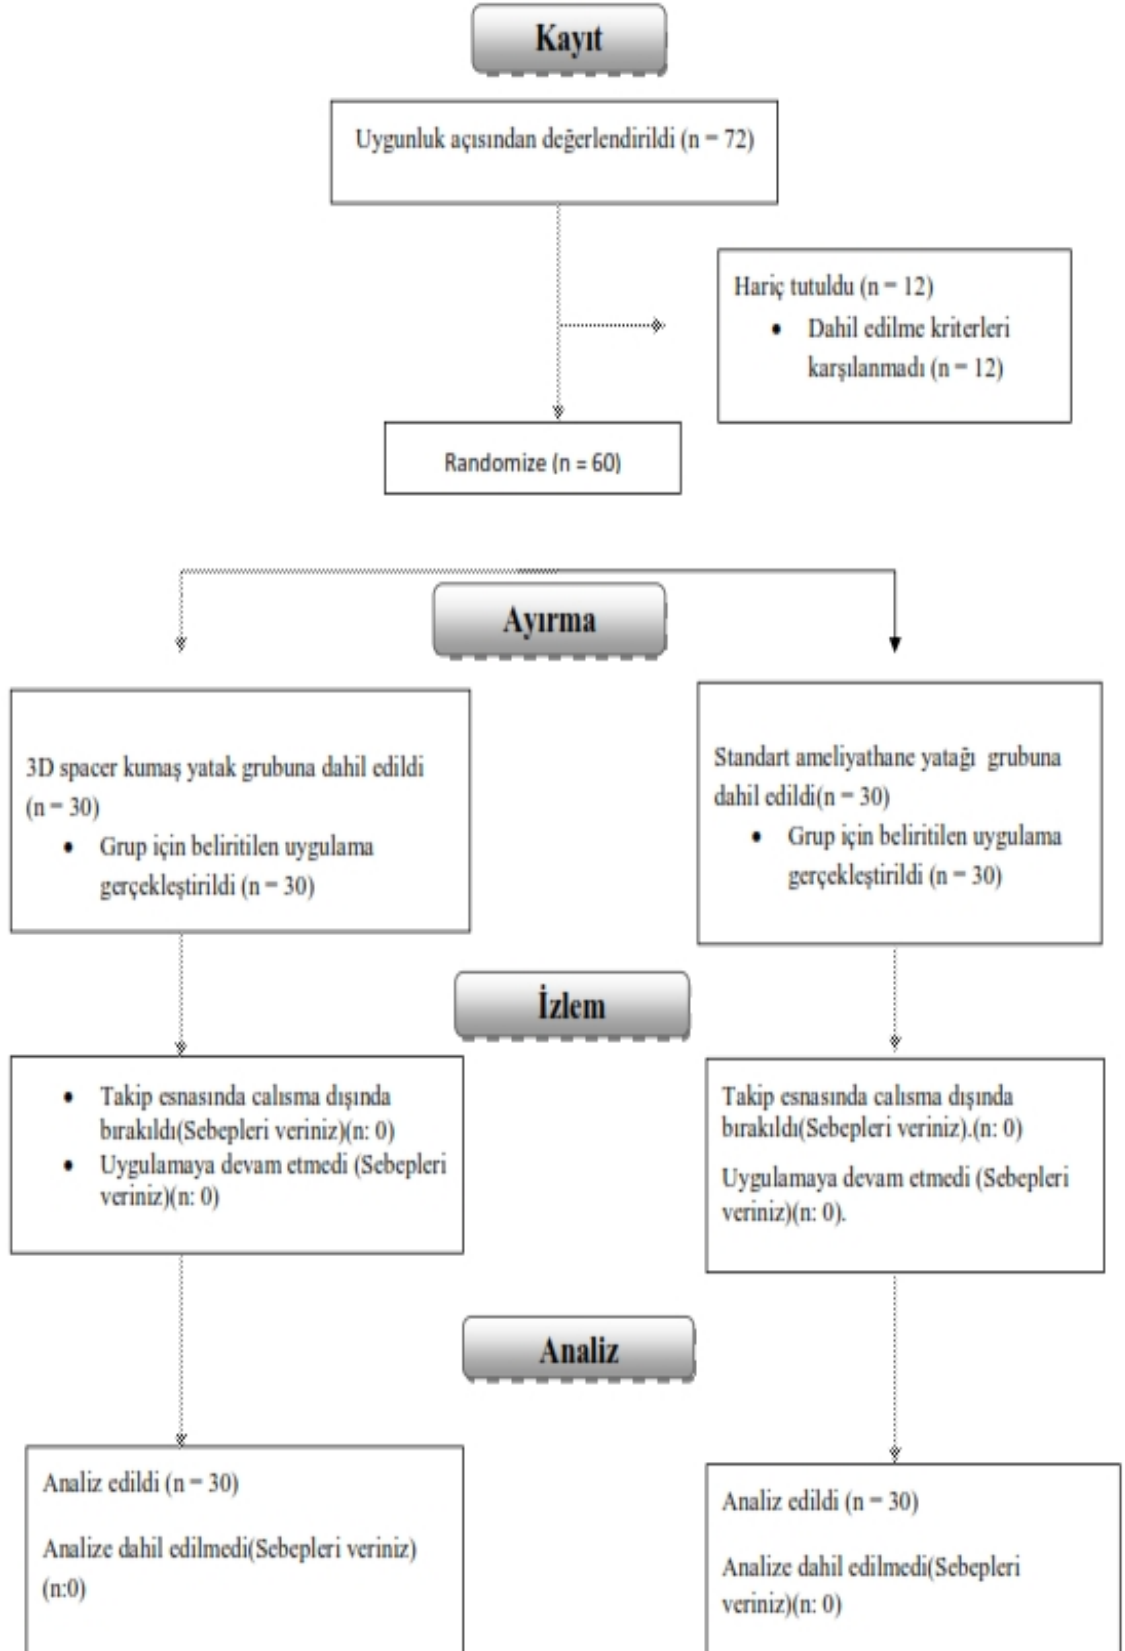 Kayıt
Uygunluk açısından değerlendirildi (n = 72)
Hariç tutuldu (n = 12)
• Dahil edilme kriterleri
karşılanmadı (n = 12)
Randomize (n = 60)
Ayırma
3D spacer kumaş yatak grubuna dahil edildi
(n = 30)
• Grup için beliritilen uygulama
gerçekleştirildi (n = 30)
Standart ameliyathane yatağı grubuna
dahil edildi(n = 30)
• Grup için beliritilen uygulama
gerçekleştirildi (n = 30)
İzlem
• Takip esnasında calısma dışında
bırakıldı(Sebepleri veriniz)(n: 0)
• Uygulamaya devam etmedi (Sebepleri
veriniz)(n: 0)
Takip esnasında calısma dışında
bırakıldı(Sebepleri veriniz).(n: 0)
Uygulamaya devam etmedi (Sebepleri
veriniz)(n: 0).
Analiz
Analiz edildi (n = 30)
Analize dahil edilmedi(Sebepleri veriniz)
(n:0)
Analiz edildi (n = 30)
Analize dahil edilmedi(Sebepleri
veriniz)(n: 0)